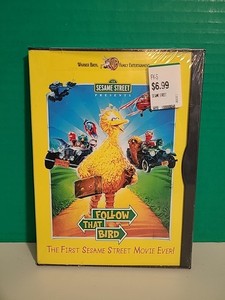 WARNER BROS.
FAMILY ENTERTAINMENT
$6.99
SESAME STREET
PRESENTS
FOLLOW
THAT
BIRD
THE FIRST SESAME STREET MOVIE EVER!